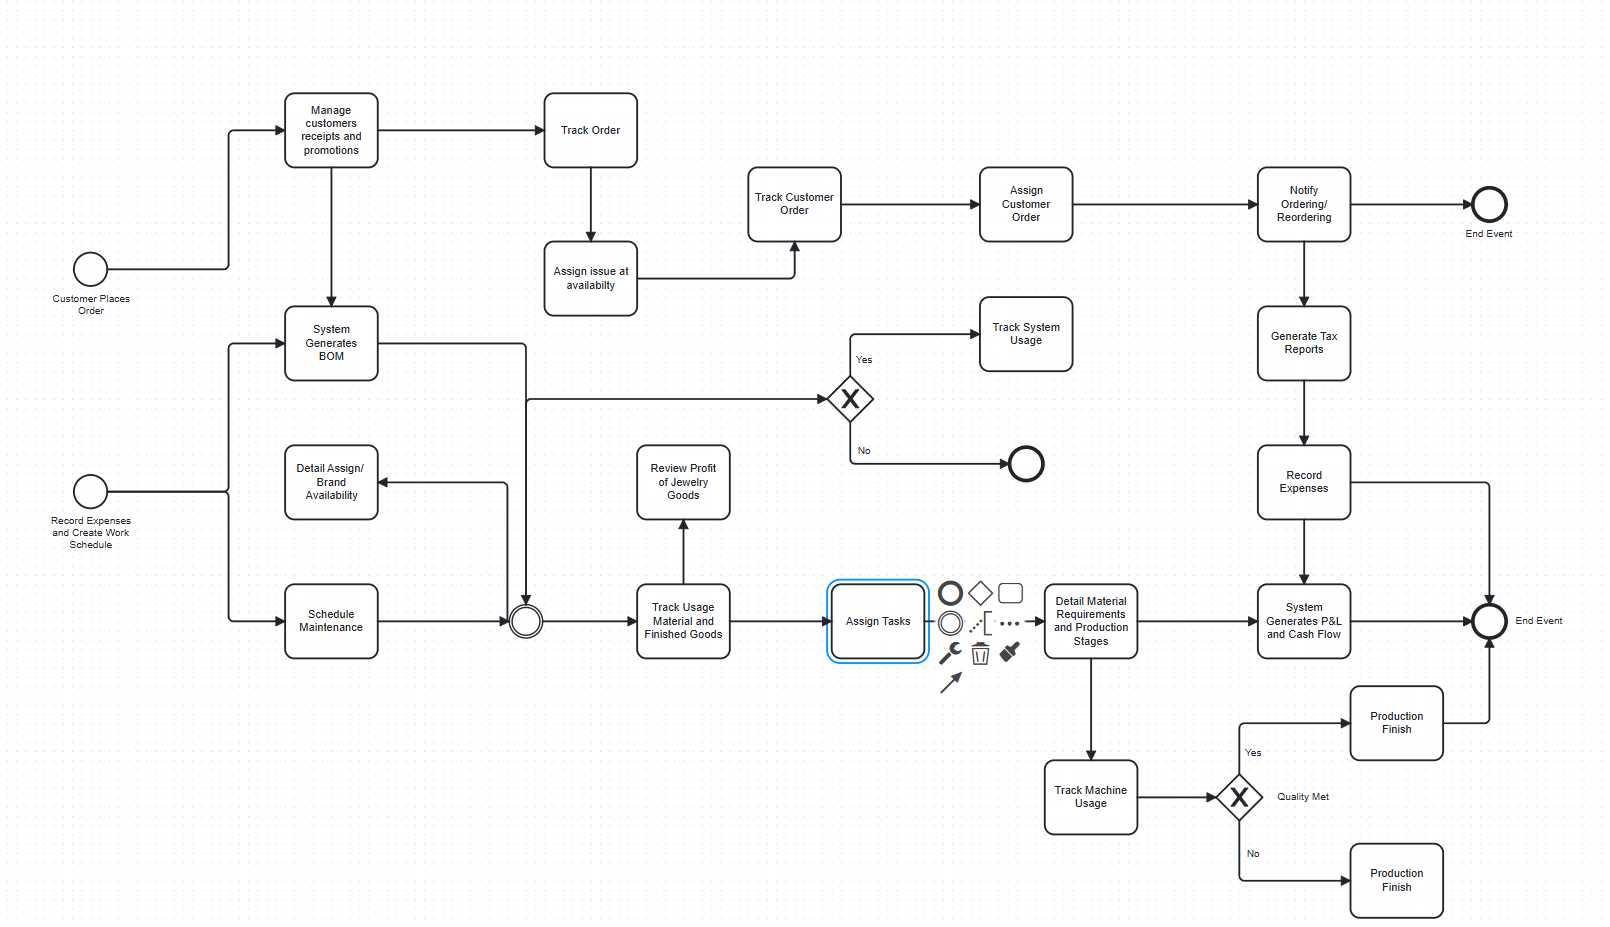 Manage
customers
receipts and
promotions
Track Order
Track Customer
Order
Assign
Customer
Order
Notify
Ordering/
Reordering
End Event
Assign issue at
availabilty
Customer Places
Order
System
Generates
BOM
Track System
Usage
Generate Tax
Reports
Yes
No
Detail Assign/
Brand
Availability
Review Profit
of Jewelry
Goods
Record
Expenses
Record Expenses
and Create Work
Schedule
Schedule
Maintenance
Track Usage
Material and
Finished Goods
Assign Tasks
Detail Material
Requirements
and Production
Stages
System
Generates P&L
and Cash Flow
End Event
Production
Finish
Yes
Track Machine
Usage
Quality Met
No
Production
Finish